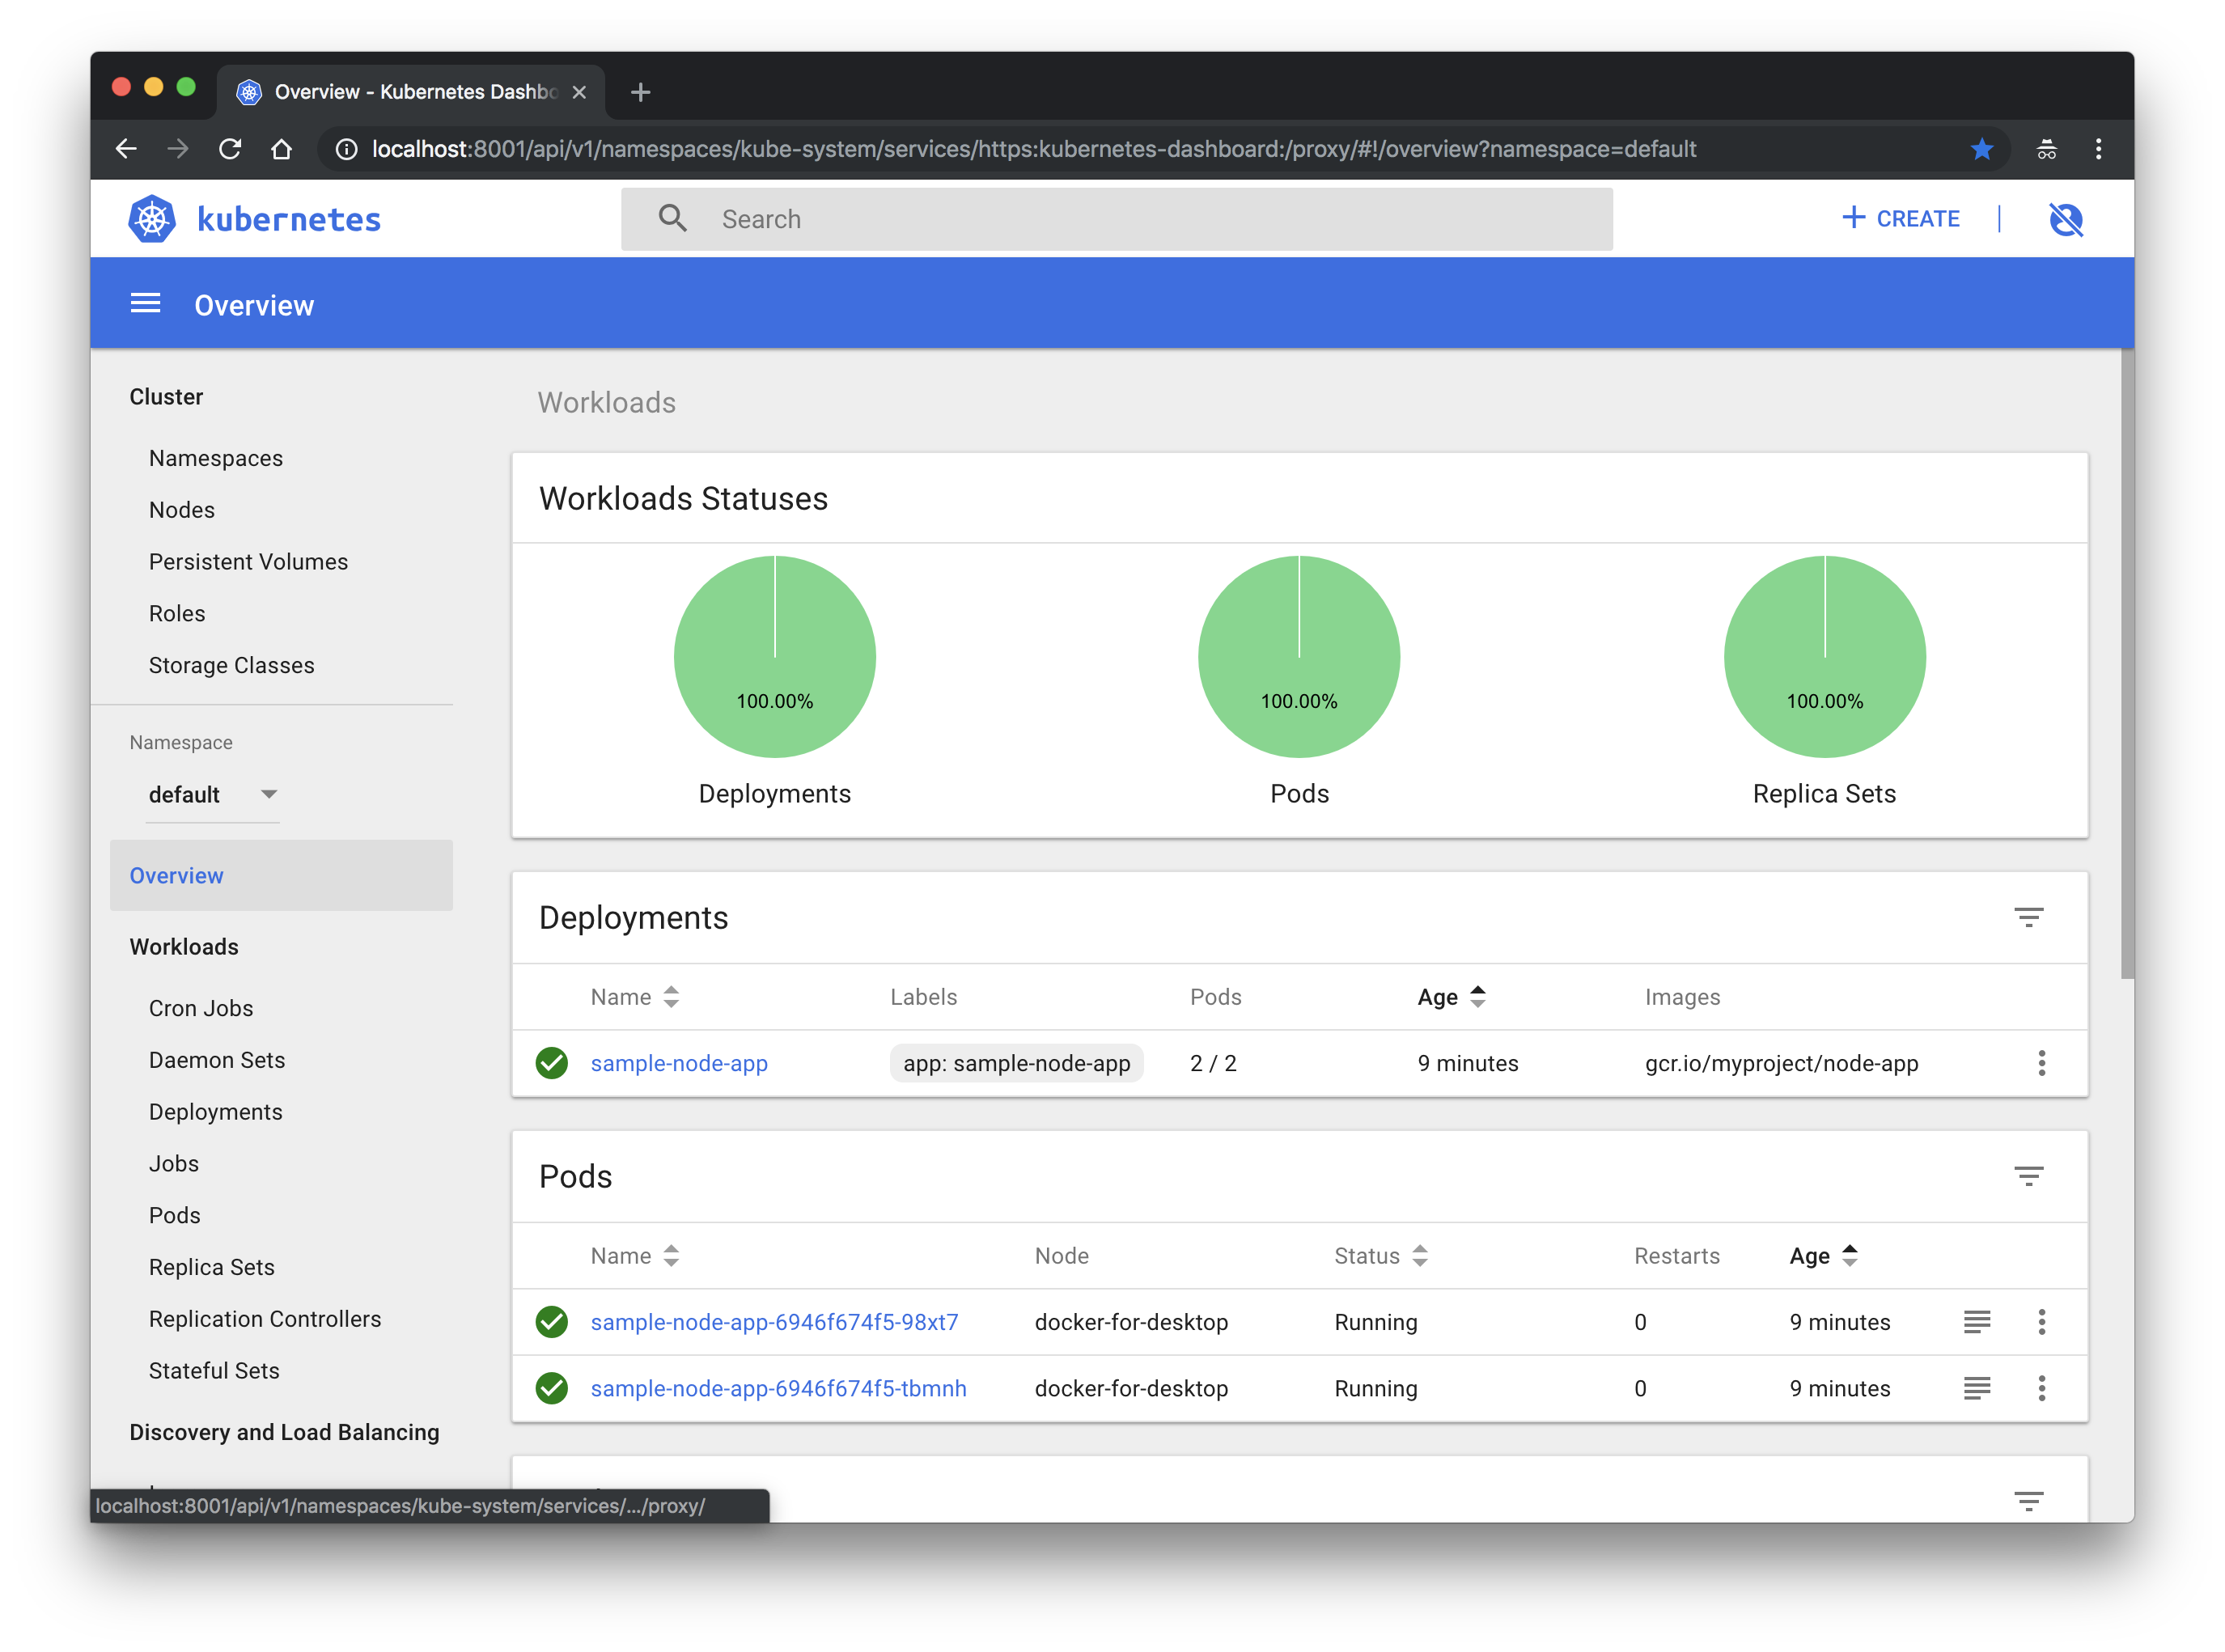 Overview - Kubernetes Dashbo
localhost:8001/api/v1/namespaces/kube-system/services/https:kubernetes-dashboard:/proxy/#!/overview?namespace=default
kubernetes
Search
CREATE
Overview
Cluster
Namespaces
Nodes
Persistent Volumes
Roles
Storage Classes
Namespace
default
Overview
Workloads
Cron Jobs
Daemon Sets
Deployments
Jobs
Pods
Replica Sets
Replication Controllers
Stateful Sets
Discovery and Load Balancing
Workloads
Workloads Statuses
100.00% 100.00% 100.00%
Deployments Pods Replica Sets
Deployments
Name Labels Pods Age Images
sample-node-app app: sample-node-app 2 / 2 9 minutes gcr.io/myproject/node-app
Pods
Name Node Status Restarts Age
sample-node-app-6946f674f5-98xt7 docker-for-desktop Running 0 9 minutes
sample-node-app-6946f674f5-tbmnh docker-for-desktop Running 0 9 minutes
localhost:8001/api/v1/namespaces/kube-system/services/.../proxy/